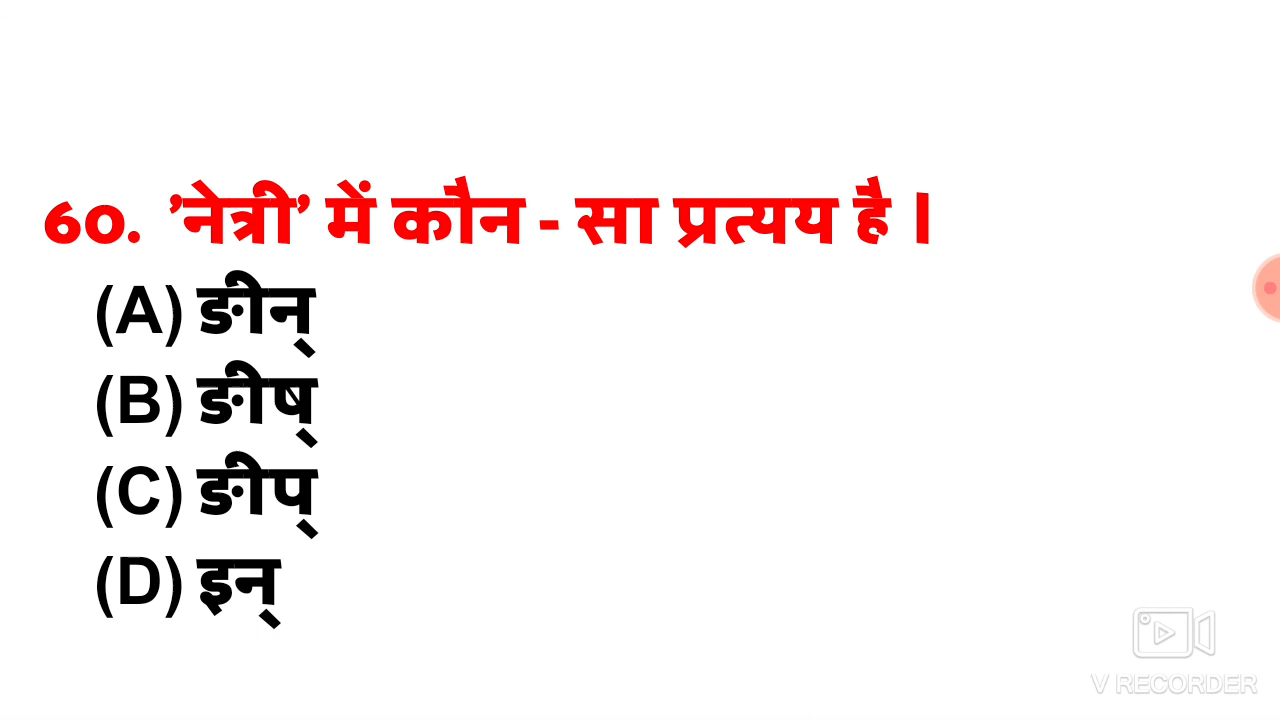 60. ’नेत्री’ में कौन - सा प्रत्यय है ।
(A) ङीन्
(B) ङीष्
(C) ङीप्
(D) इन्
V RECORDER